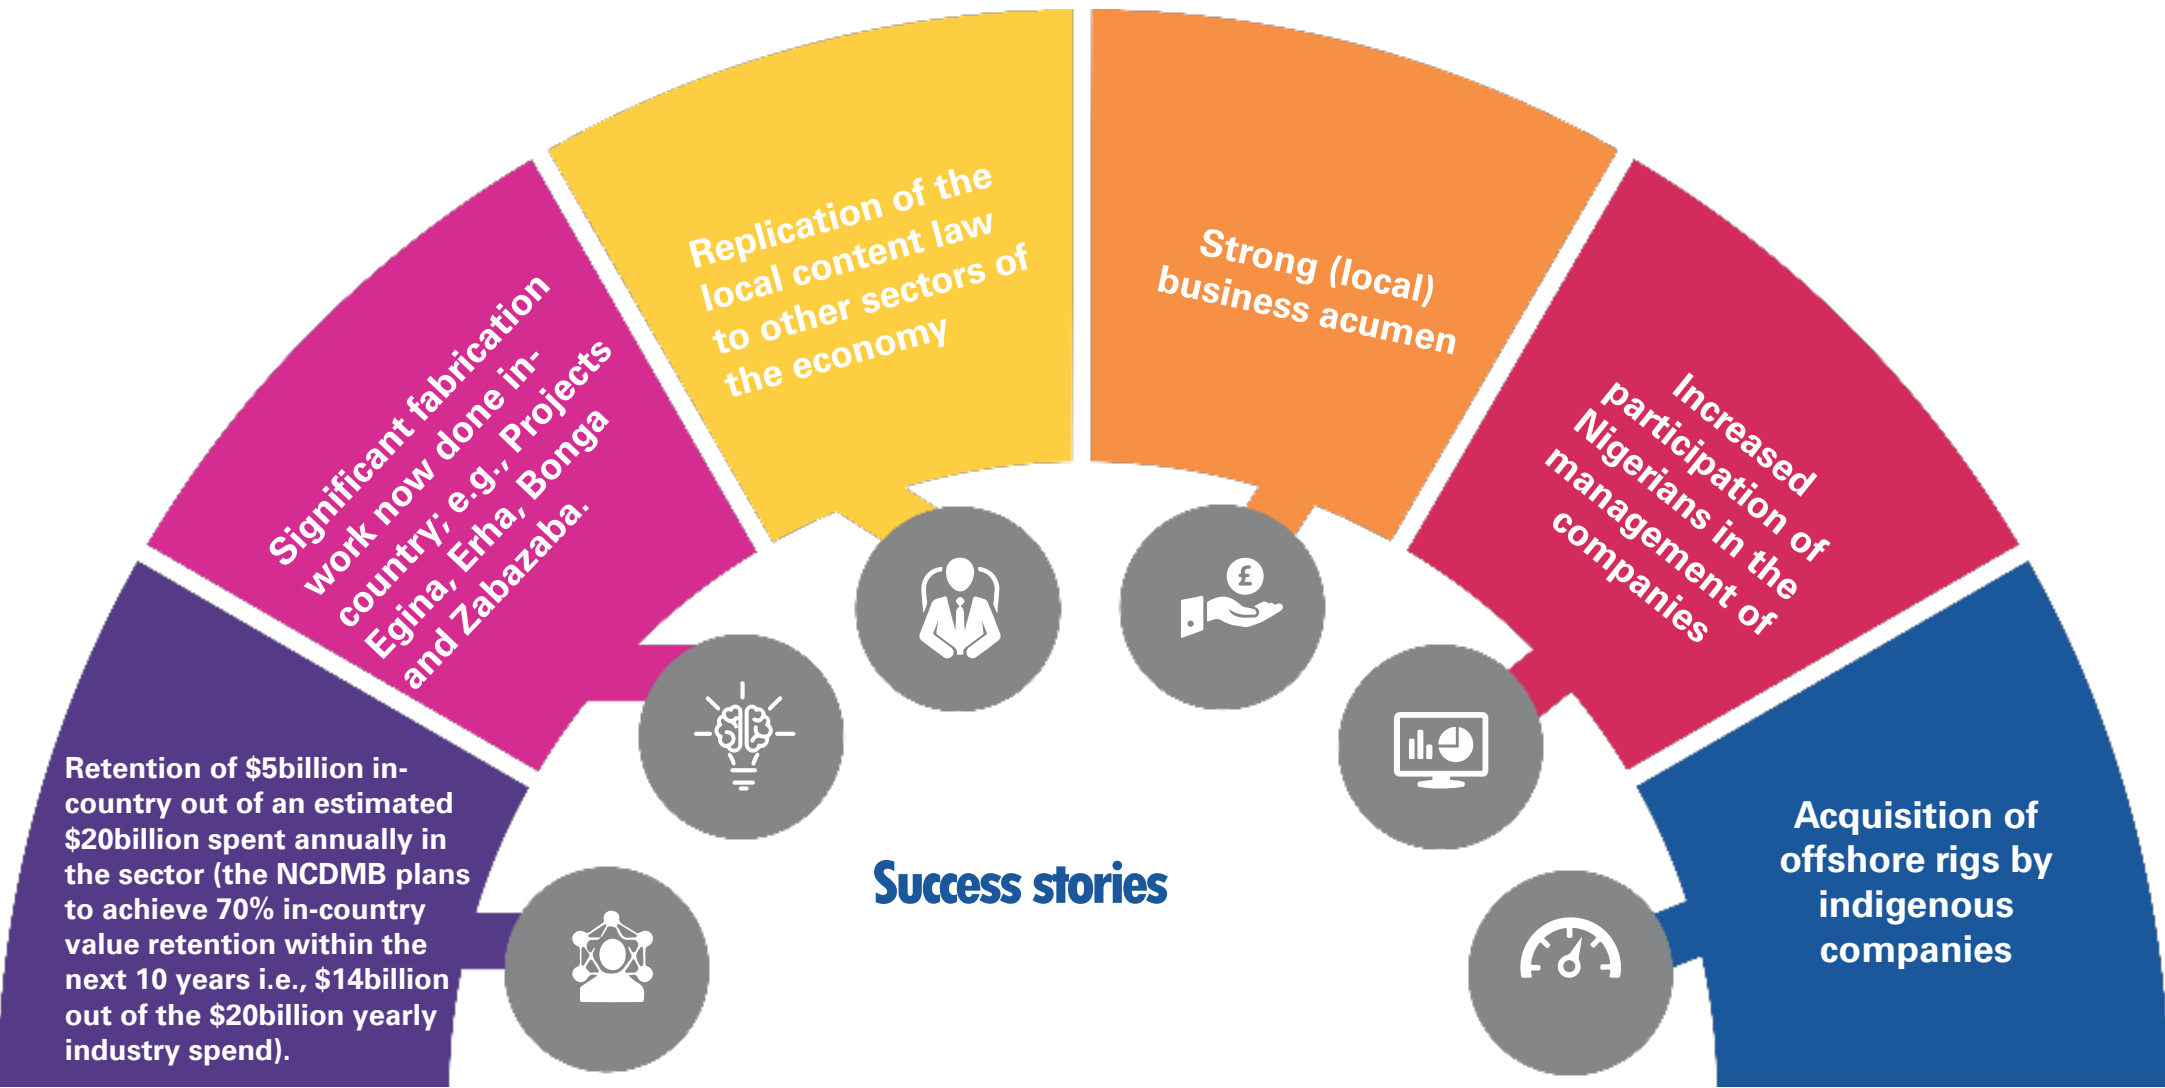 Retention of $5billion in-
country out of an estimated
$20billion spent annually in
the sector (the NCDMB plans
to achieve 70% in-country
value retention within the
next 10 years i.e., $14billion
out of the $20billion yearly
industry spend).
Significant fabrication
work now done in-
country; e.g., Projects
Egina, Erha, Bonga
and Zabazaba.
Replication of the
local content law
to other sectors of
the economy
Strong (local)
business acumen
£
Increased
participation of
Nigerians in the
management of
companies
Acquisition of
offshore rigs by
indigenous
companies
Success stories